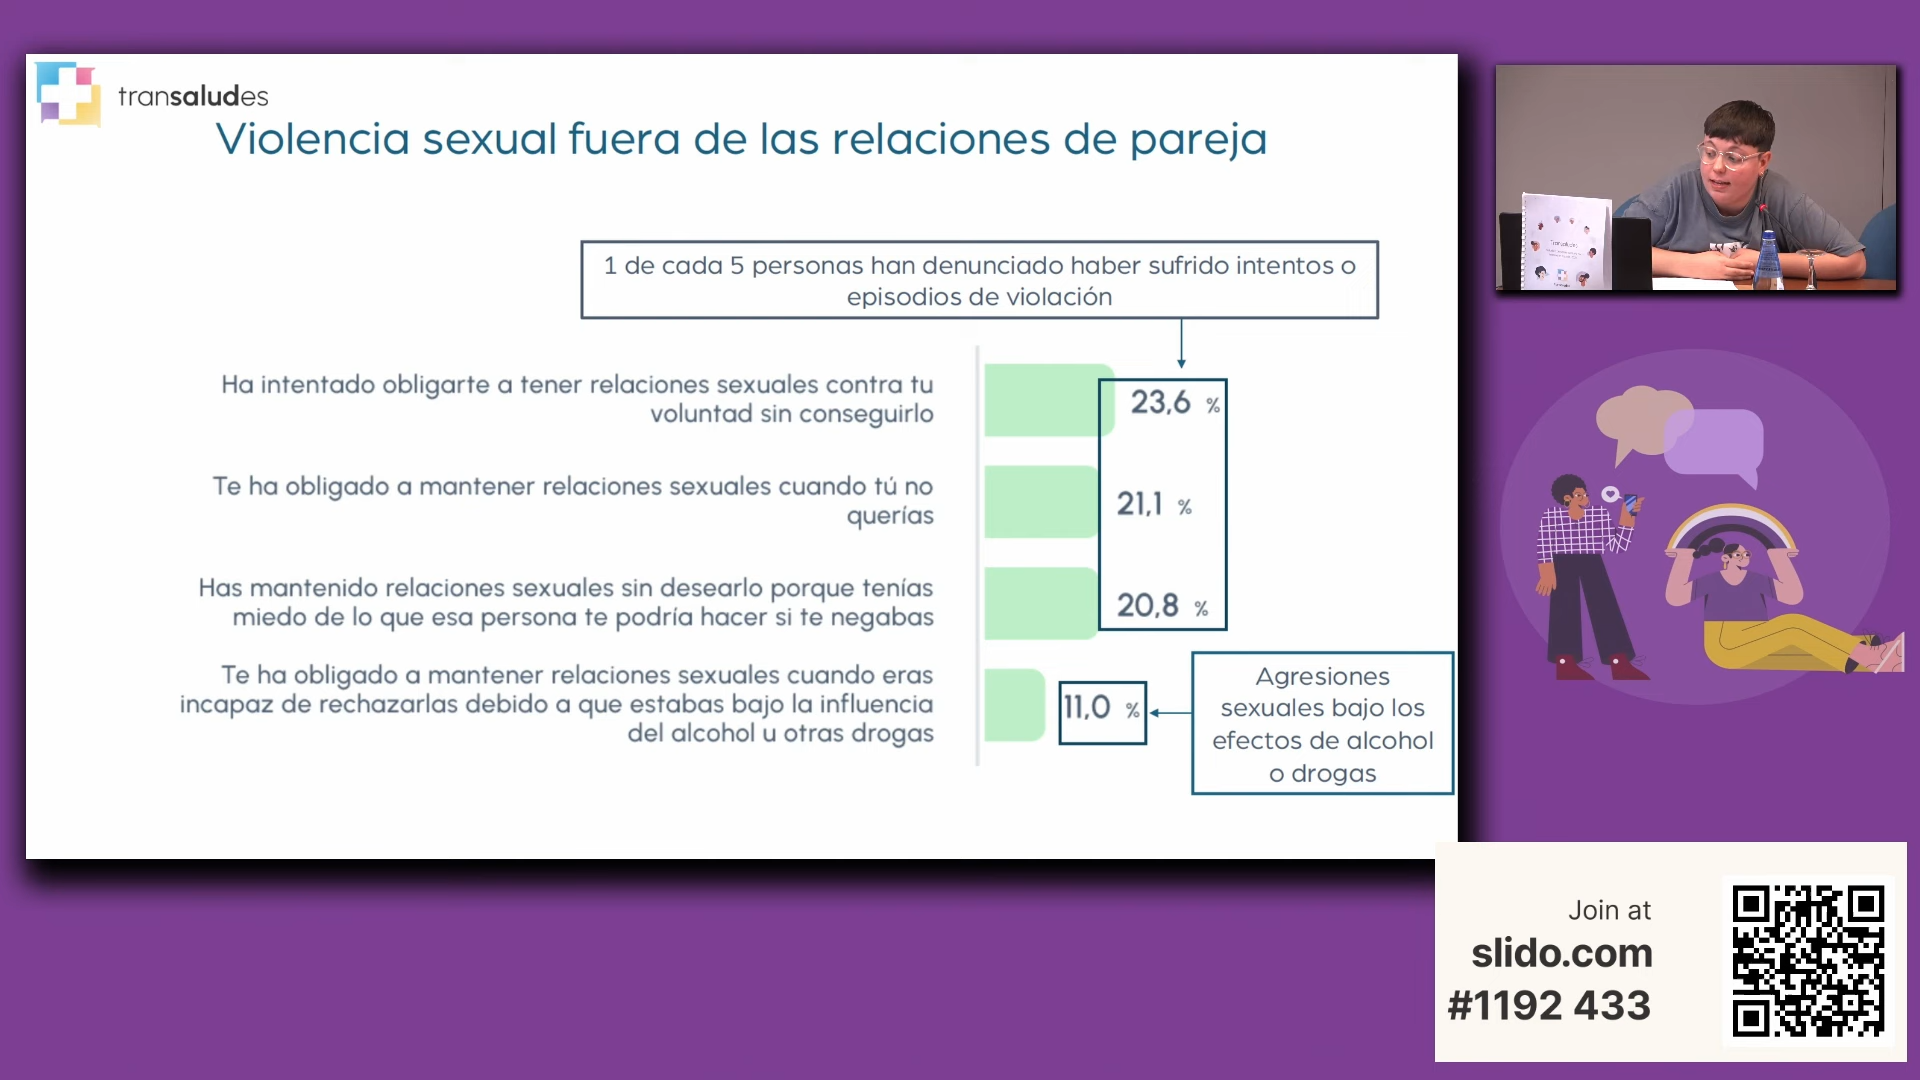 transaludes
Violencia sexual fuera de las relaciones de pareja
1 de cada 5 personas han denunciado haber sufrido intentos o
episodios de violación
Ha intentado obligarte a tener relaciones sexuales contra tu
voluntad sin conseguirlo
23,6 %
Te ha obligado a mantener relaciones sexuales cuando tú no
querías
21,1 %
Has mantenido relaciones sexuales sin desearlo porque tenías
miedo de lo que esa persona te podría hacer si te negabas
20,8 %
Te ha obligado a mantener relaciones sexuales cuando eras
incapaz de rechazarlas debido a que estabas bajo la influencia
del alcohol u otras drogas
11,0 %
Agresiones
sexuales bajo los
efectos de alcohol
o drogas
Transaludes
Join at
slido.com
#1192 433